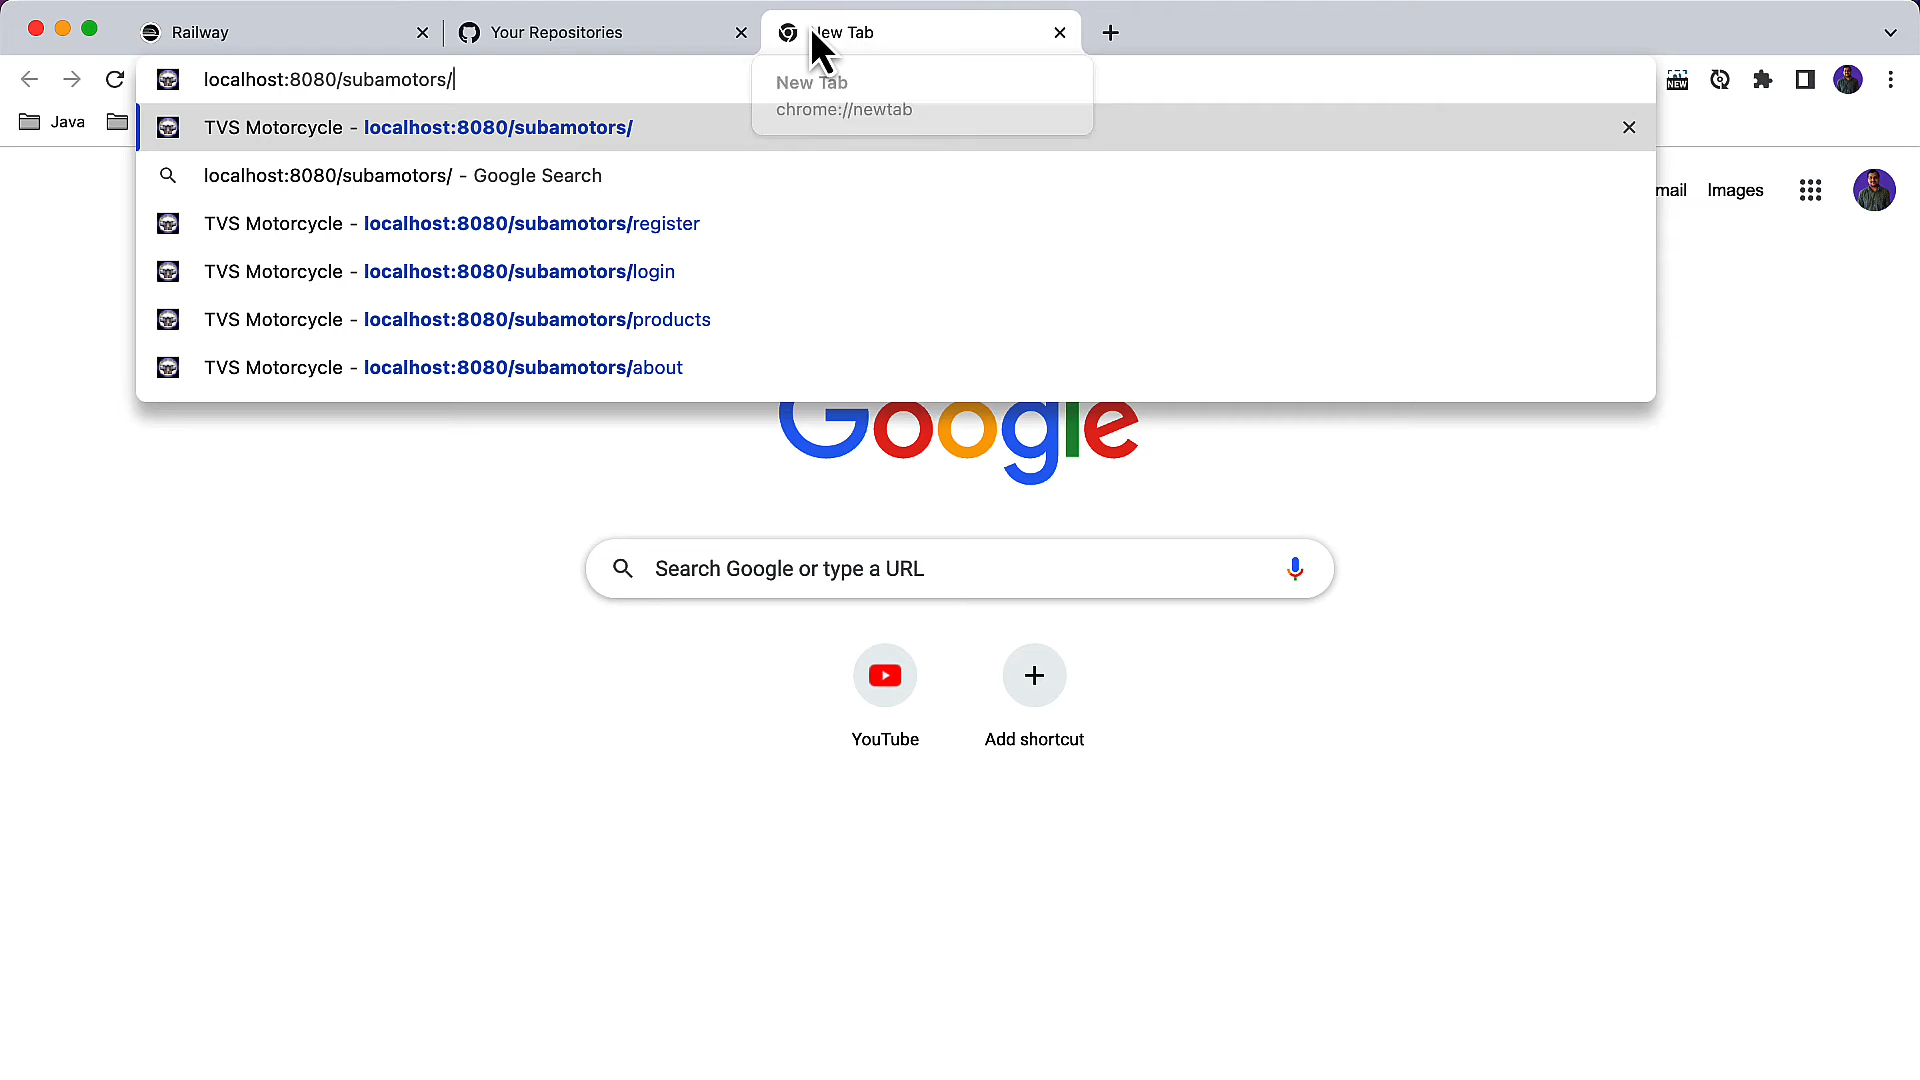 Railway
Your Repositories
New Tab
localhost:8080/subamotors/
NEW
New Tab
chrome://newtab
Java
TVS Motorcycle - localhost:8080/subamotors/
localhost:8080/subamotors/ - Google Search
mail Images
TVS Motorcycle - localhost:8080/subamotors/register
TVS Motorcycle - localhost:8080/subamotors/login
TVS Motorcycle - localhost:8080/subamotors/products
TVS Motorcycle - localhost:8080/subamotors/about
Google
Search Google or type a URL
YouTube
Add shortcut